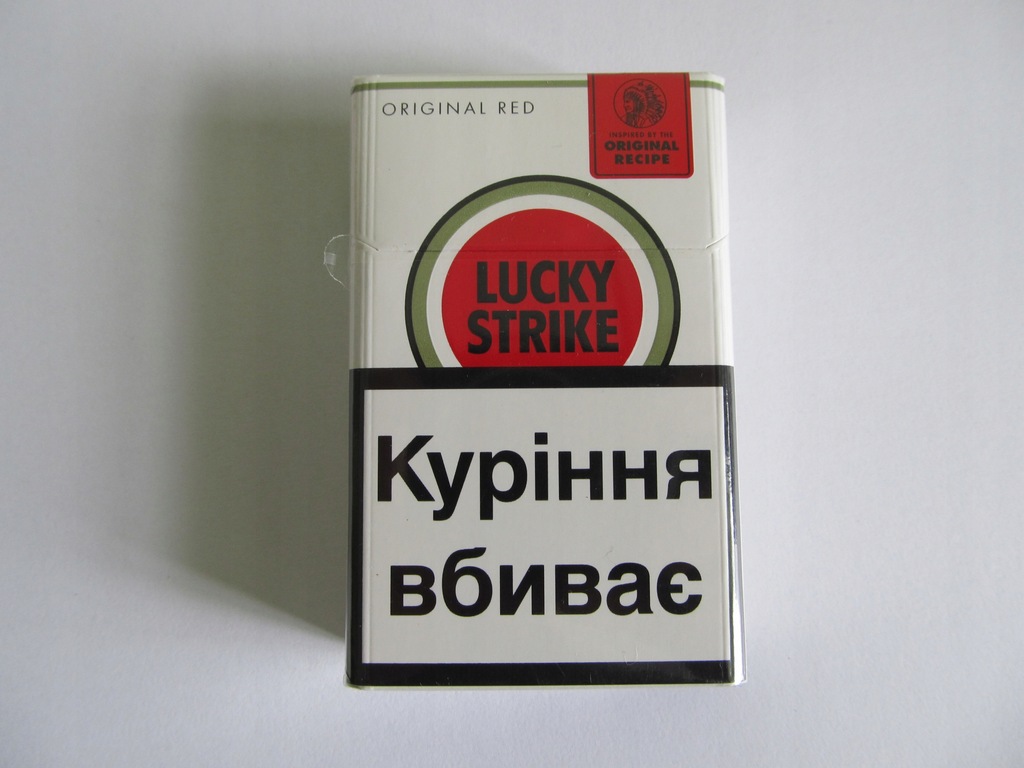 ORIGINAL RED
INSPIRED BY THE
ORIGINAL
RECIPE
LUCKY
STRIKE
Куріння
вбиває